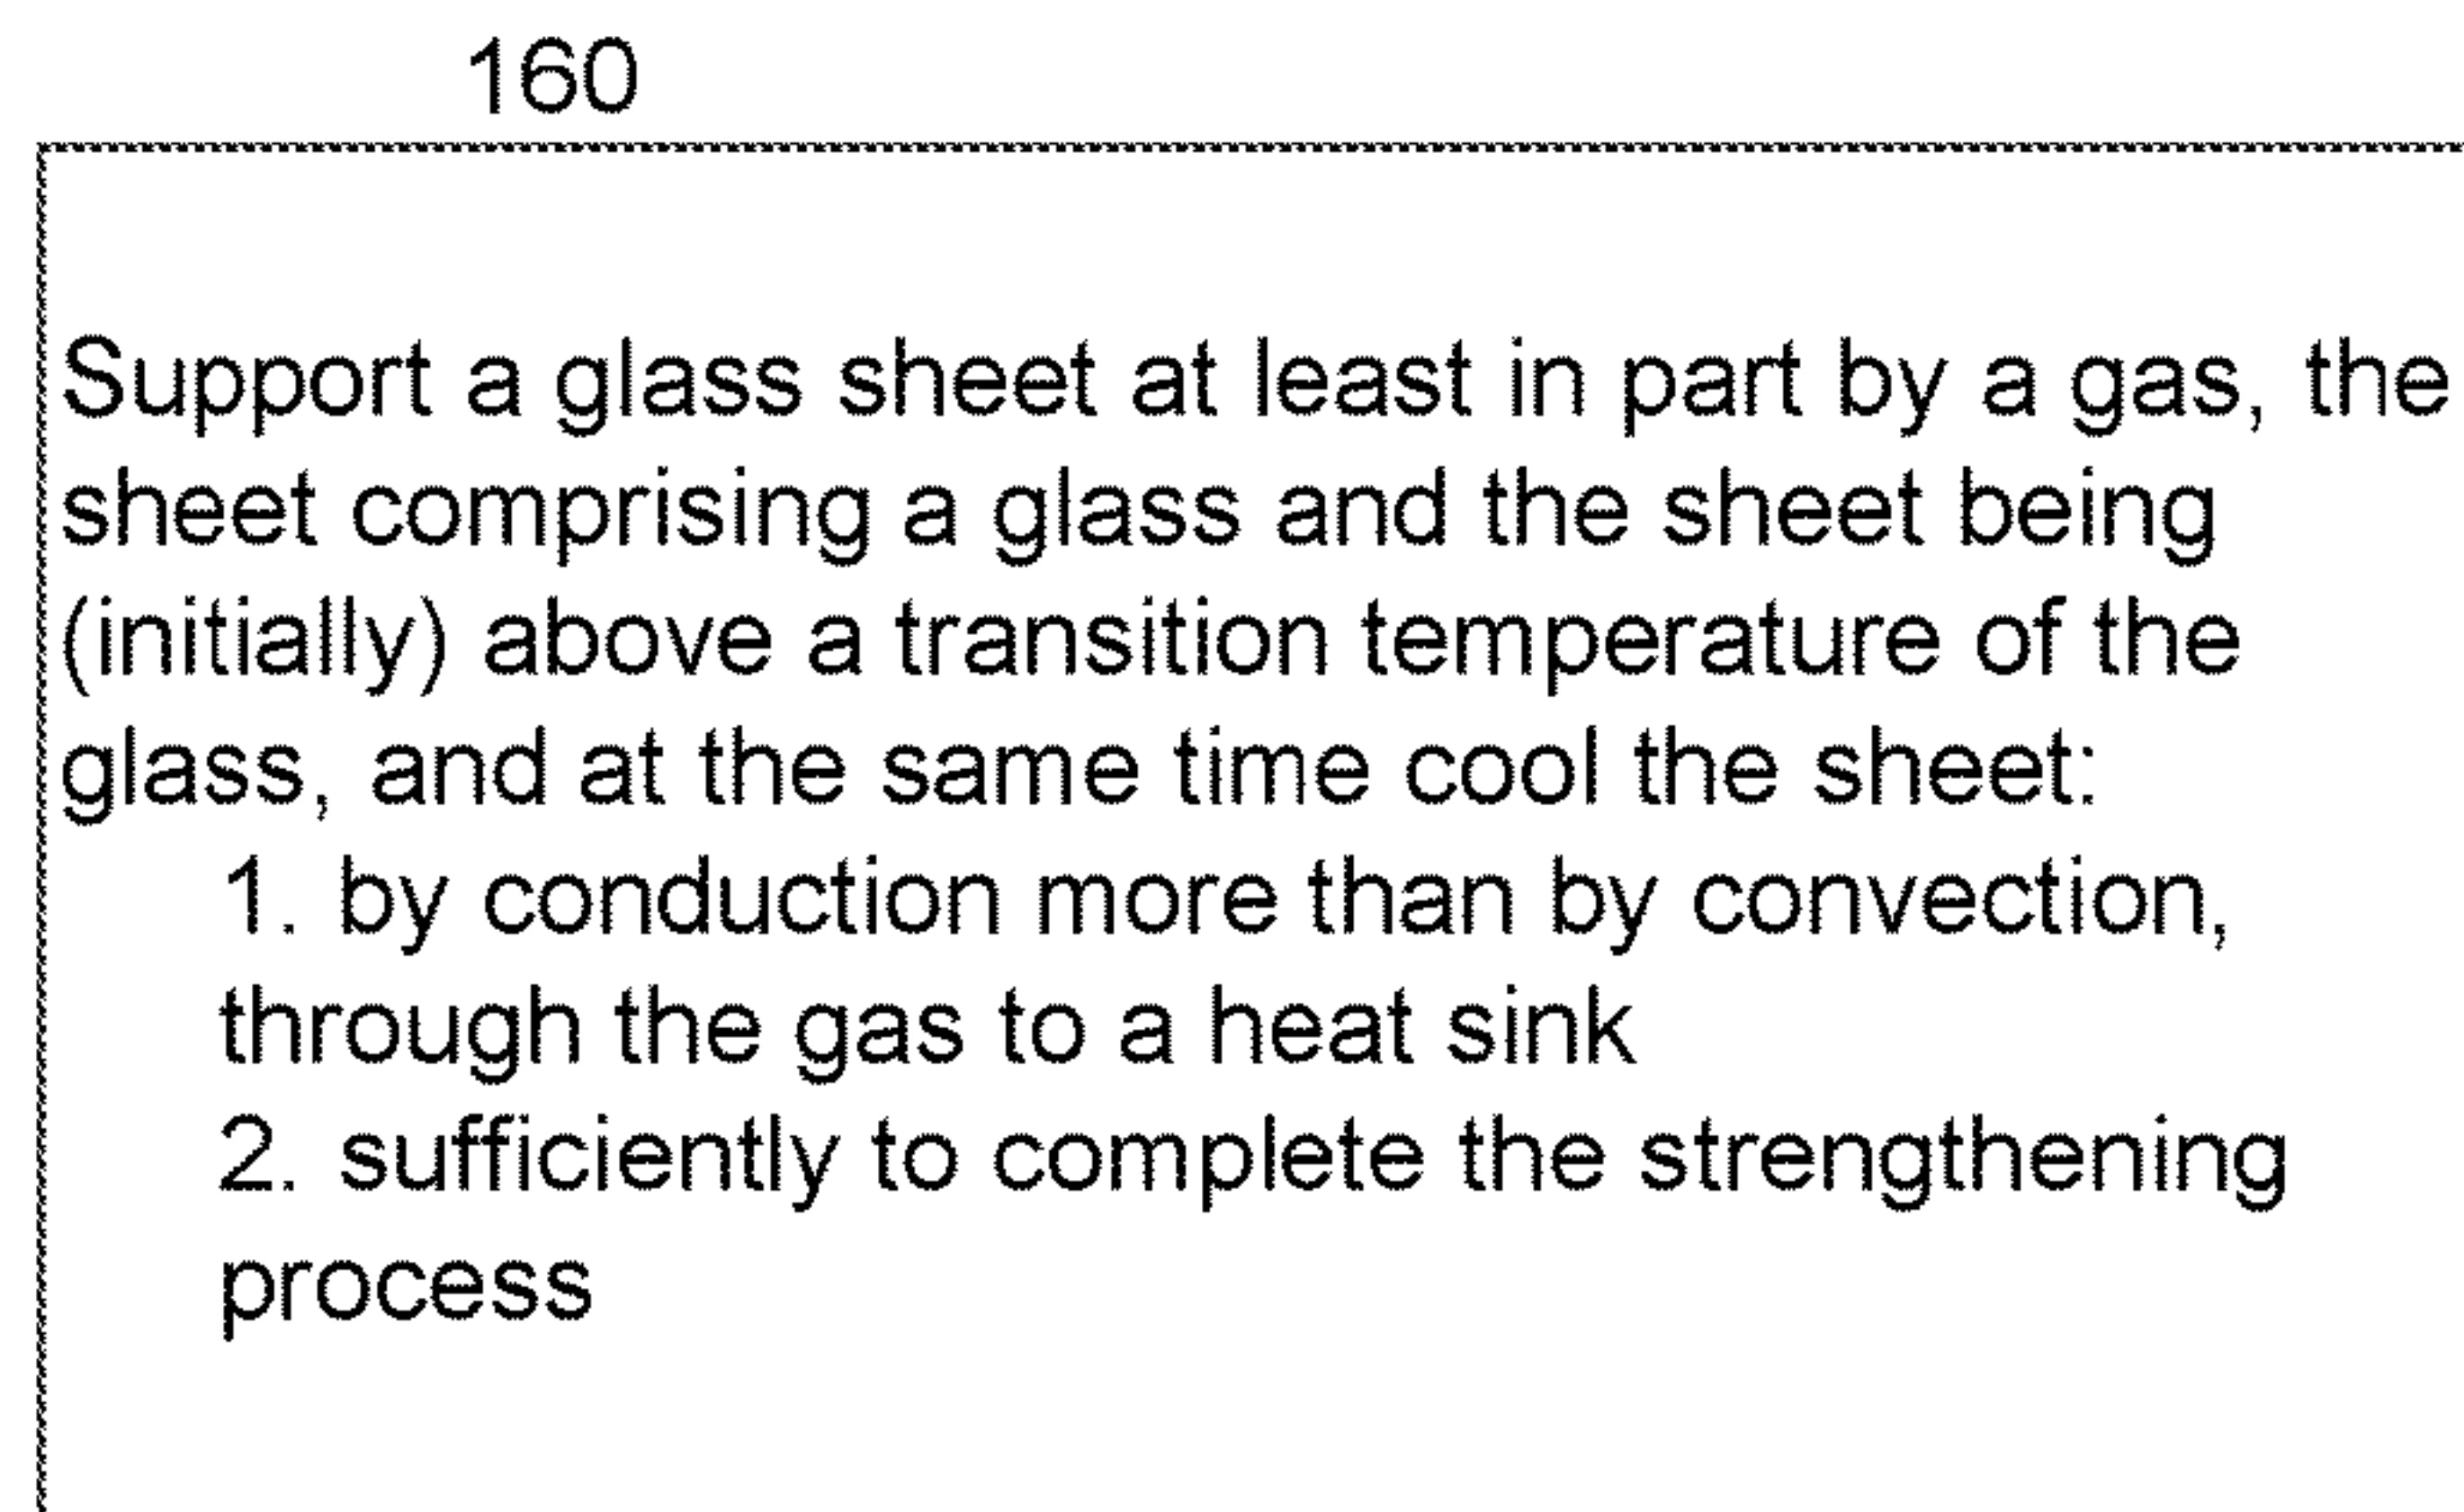 160
Support a glass sheet at least in part by a gas, the
sheet comprising a glass and the sheet being
(initially) above a transition temperature of the
glass, and at the same time cool the sheet:
1. by conduction more than by convection,
through the gas to a heat sink
2. sufficiently to complete the strengthening
process